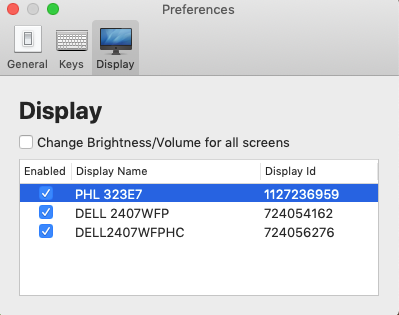 Preferences
General Keys Display
Display
Change Brightness/Volume for all screens
Enabled Display Name Display Id
PHL 323E7 1127236959
DELL 2407WFP 724054162
DELL2407WFPHC 724056276